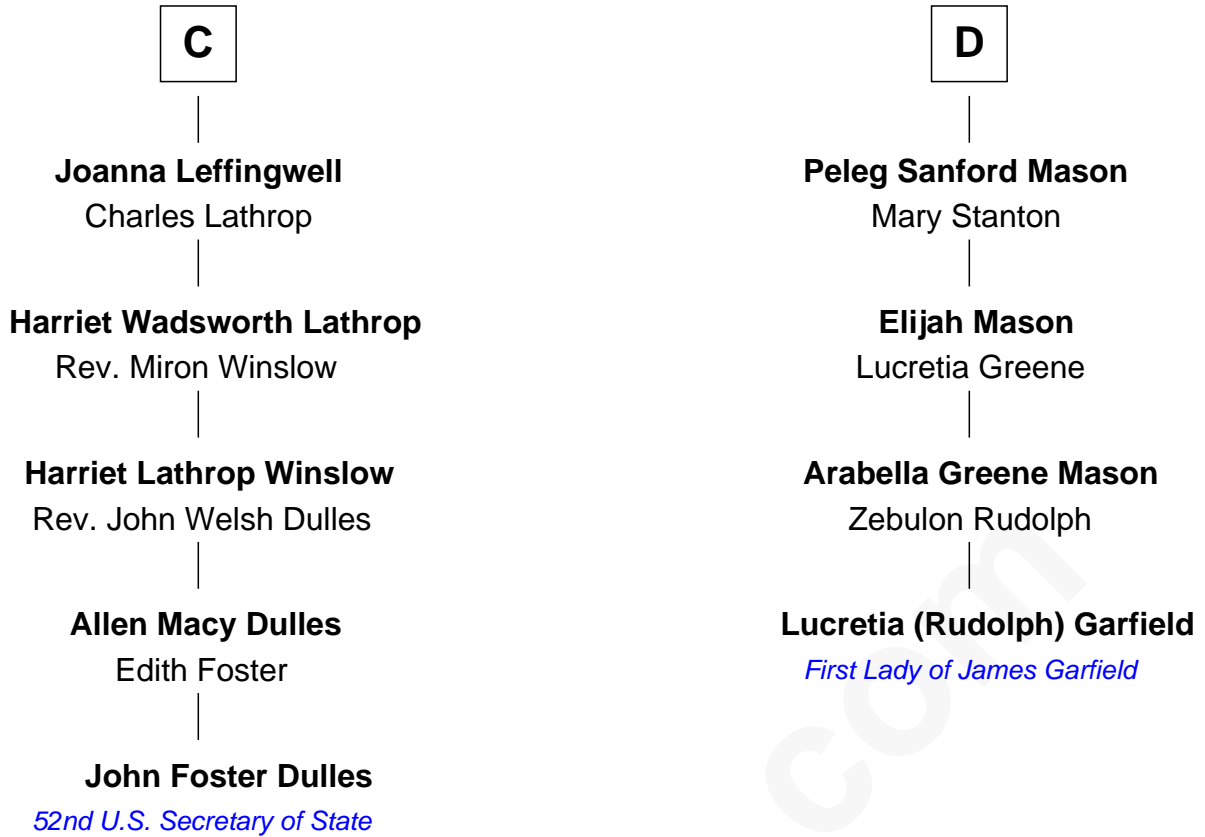 C
Joanna Leffingwell
Charles Lathrop
Harriet Wadsworth Lathrop
Rev. Miron Winslow
Harriet Lathrop Winslow
Rev. John Welsh Dulles
Allen Macy Dulles
Edith Foster
John Foster Dulles
52nd U.S. Secretary of State
D
Peleg Sanford Mason
Mary Stanton
Elijah Mason
Lucretia Greene
Arabella Greene Mason
Zebulon Rudolph
Lucretia (Rudolph) Garfield
First Lady of James Garfield
com